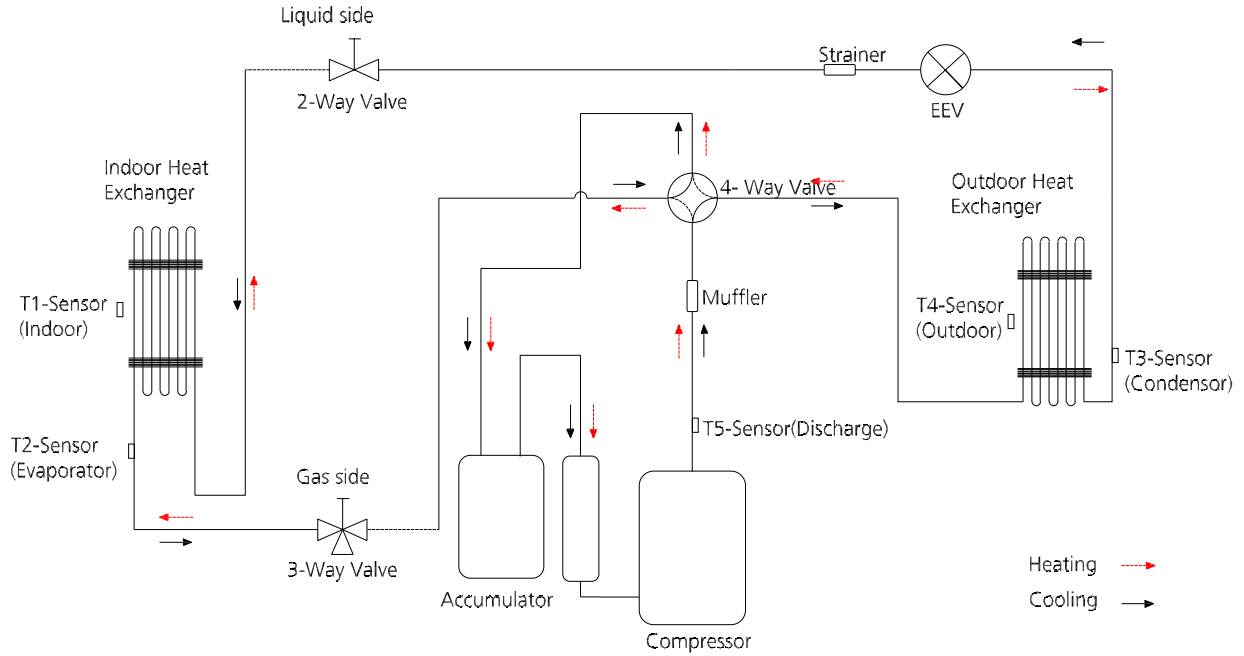 Liquid side
2-Way Valve
Strainer
EEV
Indoor Heat
Exchanger
4- Way Valve
Outdoor Heat
Exchanger
T1-Sensor
(Indoor)
Muffler
T4-Sensor
(Outdoor)
T3-Sensor
(Condensor)
T2-Sensor
(Evaporator)
T5-Sensor(Discharge)
Gas side
3-Way Valve
Accumulator
Compressor
Heating
Cooling